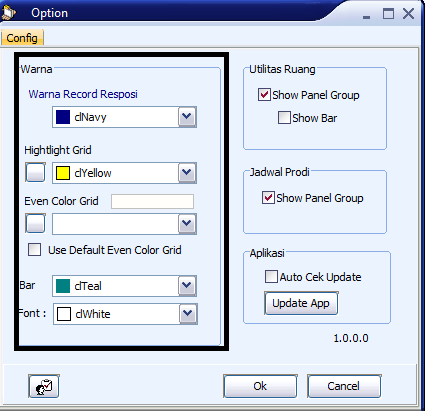 Option
Config
Warna
Warna Record Resposi
clNavy
Hightlight Grid
clYellow
Even Color Grid
Use Default Even Color Grid
Bar
clTeal
Font :
clWhite
Utilitas Ruang
Show Panel Group
Show Bar
Jadwal Prodi
Show Panel Group
Aplikasi
Auto Cek Update
Update App
1.0.0.0
Ok
Cancel